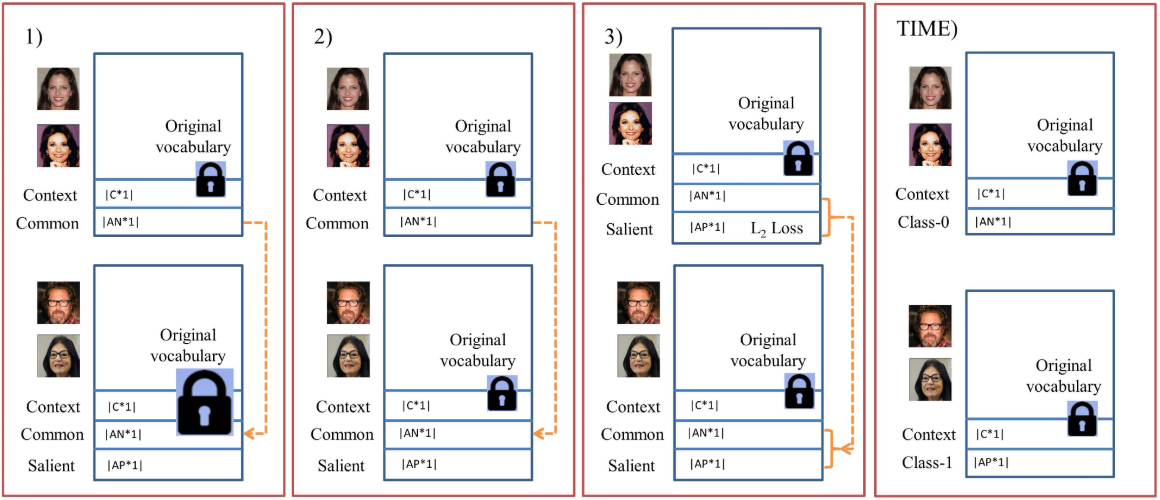 1)
Original
vocabulary
Context |C*1|
Common |AN*1|
Original
vocabulary
Context |C*1|
Common |AN*1|
Salient |AP*1|
2)
Original
vocabulary
Context |C*1|
Common |AN*1|
Original
vocabulary
Context |C*1|
Common |AN*1|
Salient |AP*1|
3)
Original
vocabulary
Context |C*1|
Common |AN*1|
Salient |AP*1| L₂ Loss
Original
vocabulary
Context |C*1|
Common |AN*1|
Salient |AP*1|
TIME)
Original
vocabulary
Context |C*1|
Class-0 |AN*1|
Original
vocabulary
Context |C*1|
Class-1 |AP*1|